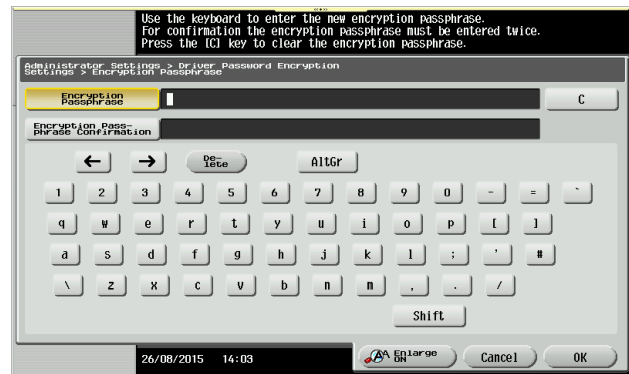 Use the keyboard to enter the new encryption passphrase.
For confirmation the encryption passphrase must be entered twice.
Press the [C] key to clear the encryption passphrase.
Administrator Settings > Driver Password Encryption
Settings > Encryption Passphrase
Encryption
Passphrase
C
Encryption Pass-
phrase Confirmation
← → De-
lete AltGr
1 2 3 4 5 6 7 8 9 0 - = `
q w e r t y u i o p [ ]
a s d f g h j k l ; ' #
\ z x c v b n m , . /
Shift
26/08/2015 14:03
AA Enlarge
ON
Cancel
OK